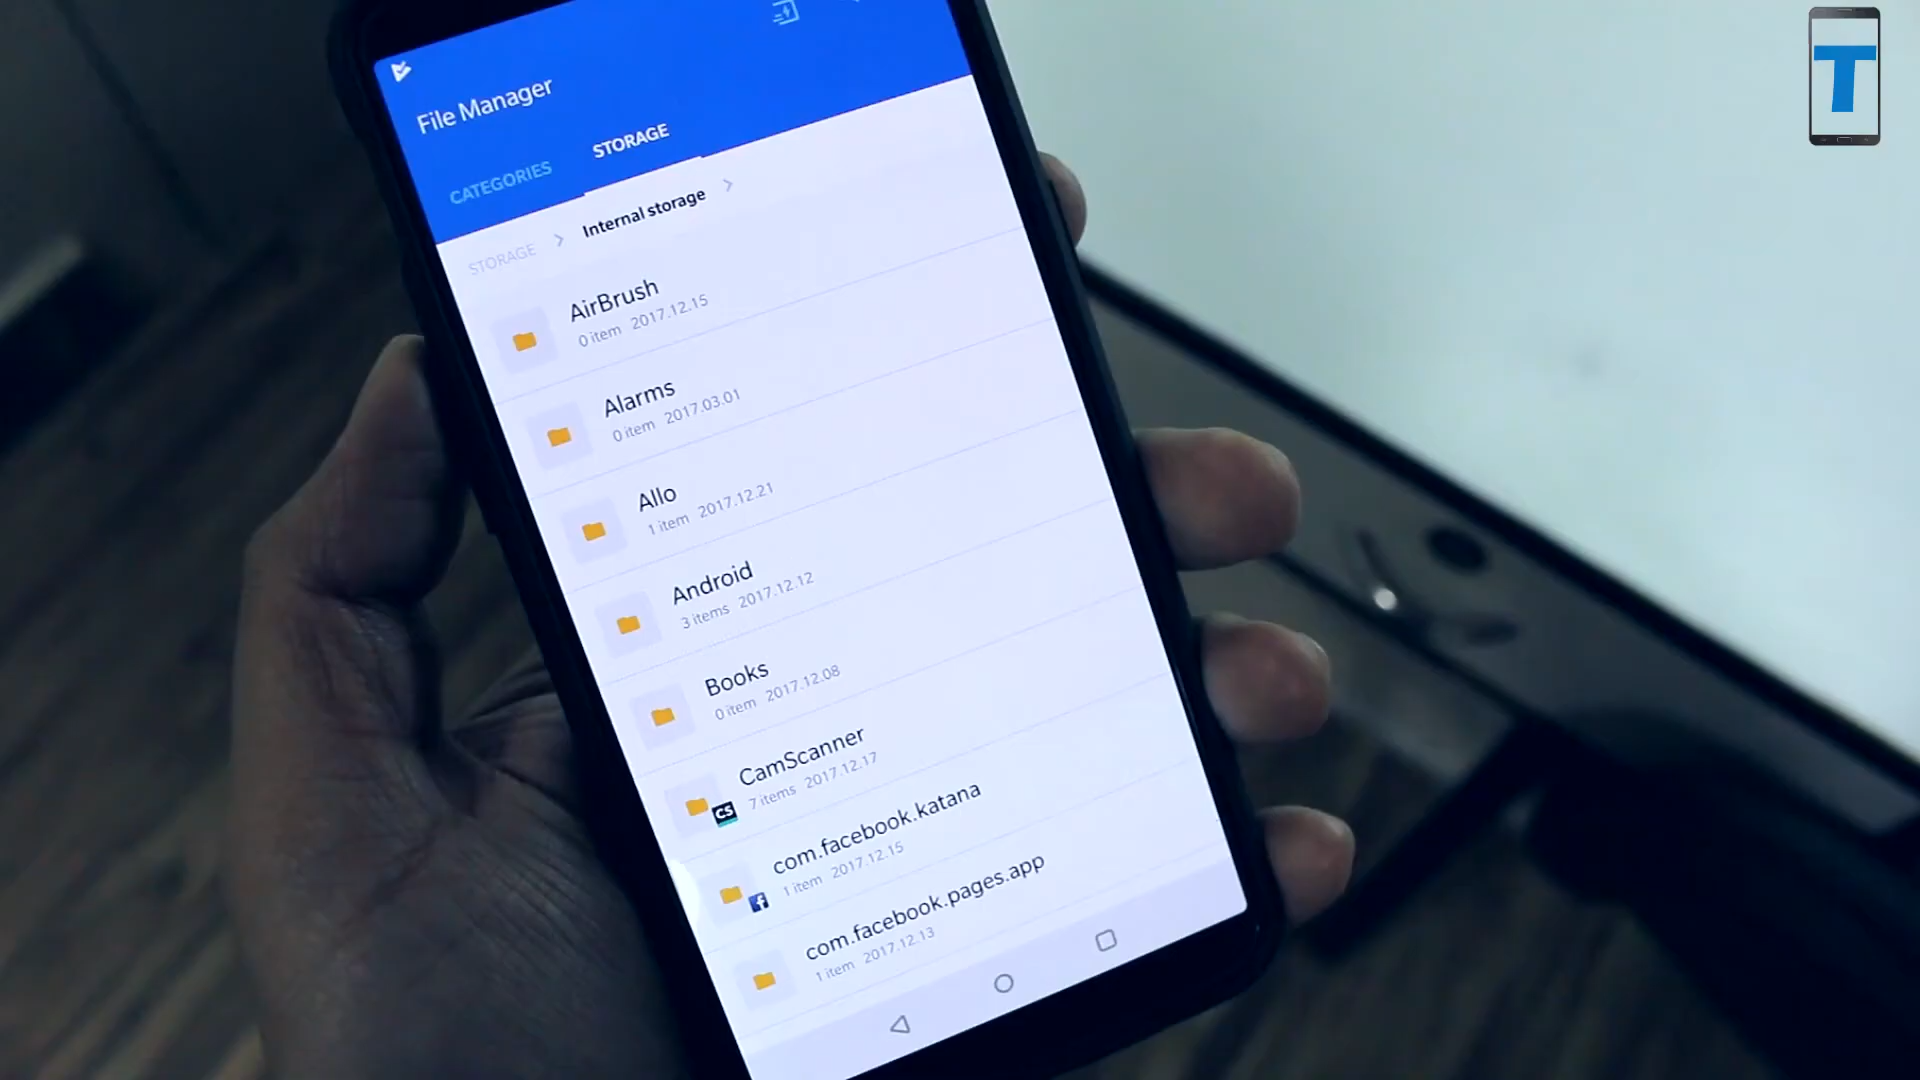 File Manager
CATEGORIES
STORAGE
STORAGE > Internal storage >
AirBrush
0 item 2017.12.15
Alarms
0 item 2017.03.01
Allo
1 item 2017.12.21
Android
3 items 2017.12.12
Books
0 item 2017.12.08
CamScanner
7 items 2017.12.17
CS
com.facebook.katana
1 item 2017.12.15
f
com.facebook.pages.app
1 item 2017.12.13
T